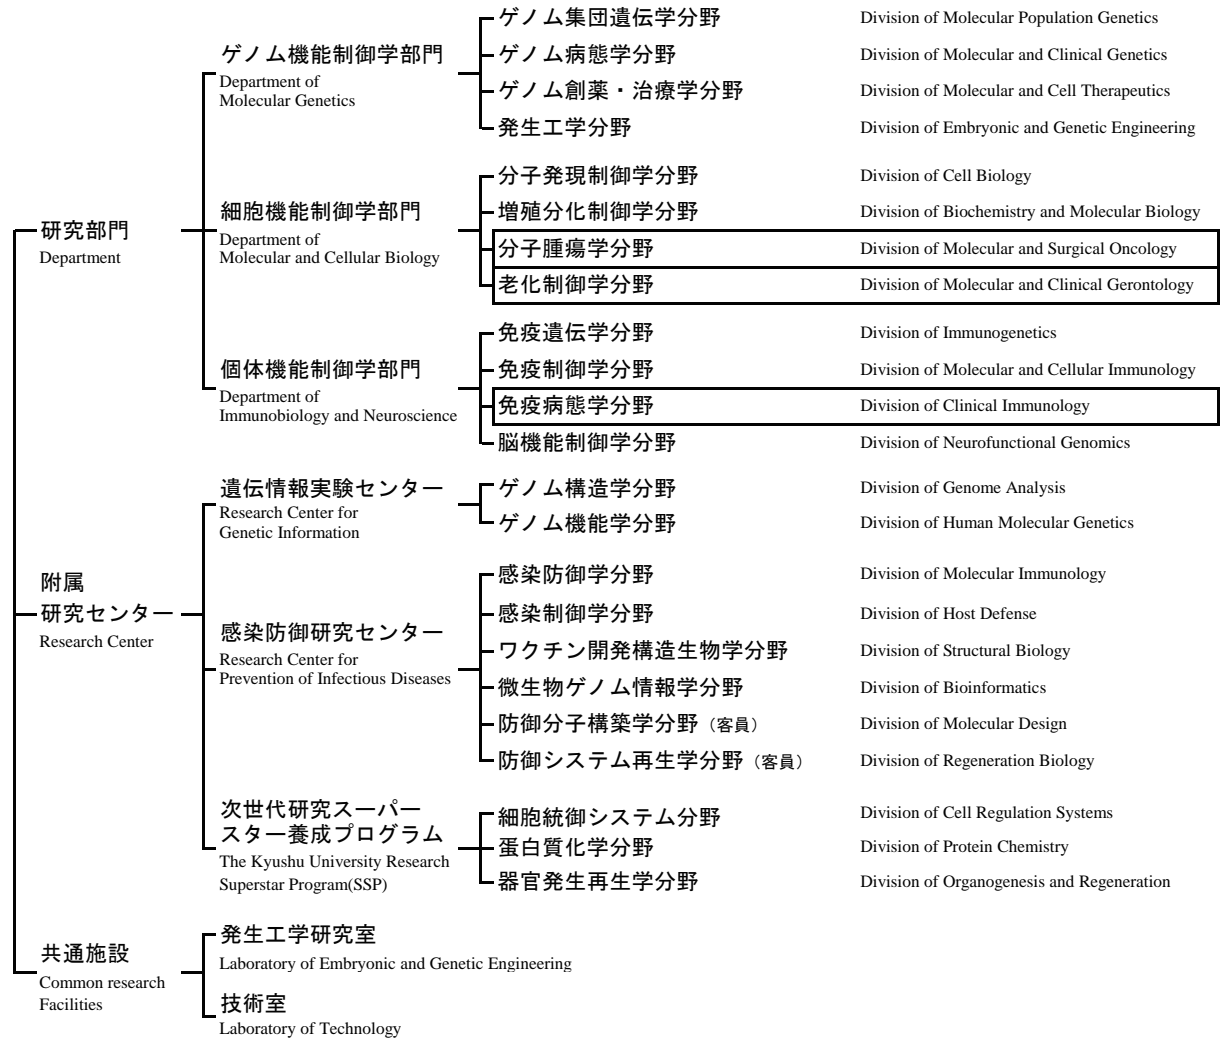 研究部門
Department
ゲノム機能制御学部門
Department of
Molecular Genetics
ゲノム集団遺伝学分野 Division of Molecular Population Genetics
ゲノム病態学分野 Division of Molecular and Clinical Genetics
ゲノム創薬・治療学分野 Division of Molecular and Cell Therapeutics
発生工学分野 Division of Embryonic and Genetic Engineering
細胞機能制御学部門
Department of
Molecular and Cellular Biology
分子発現制御学分野 Division of Cell Biology
増殖分化制御学分野 Division of Biochemistry and Molecular Biology
分子腫瘍学分野 Division of Molecular and Surgical Oncology
老化制御学分野 Division of Molecular and Clinical Gerontology
個体機能制御学部門
Department of
Immunobiology and Neuroscience
免疫遺伝学分野 Division of Immunogenetics
免疫制御学分野 Division of Molecular and Cellular Immunology
免疫病態学分野 Division of Clinical Immunology
脳機能制御学分野 Division of Neurofunctional Genomics
附属
研究センター
Research Center
遺伝情報実験センター
Research Center for
Genetic Information
ゲノム構造学分野 Division of Genome Analysis
ゲノム機能学分野 Division of Human Molecular Genetics
感染防御研究センター
Research Center for
Prevention of Infectious Diseases
感染防御学分野 Division of Molecular Immunology
感染制御学分野 Division of Host Defense
ワクチン開発構造生物学分野 Division of Structural Biology
微生物ゲノム情報学分野 Division of Bioinformatics
防御分子構築学分野（客員） Division of Molecular Design
防御システム再生学分野（客員） Division of Regeneration Biology
次世代研究スーパー
スター養成プログラム
The Kyushu University Research
Superstar Program(SSP)
細胞統御システム分野 Division of Cell Regulation Systems
蛋白質化学分野 Division of Protein Chemistry
器官発生再生学分野 Division of Organogenesis and Regeneration
共通施設
Common research
Facilities
発生工学研究室
Laboratory of Embryonic and Genetic Engineering
技術室
Laboratory of Technology